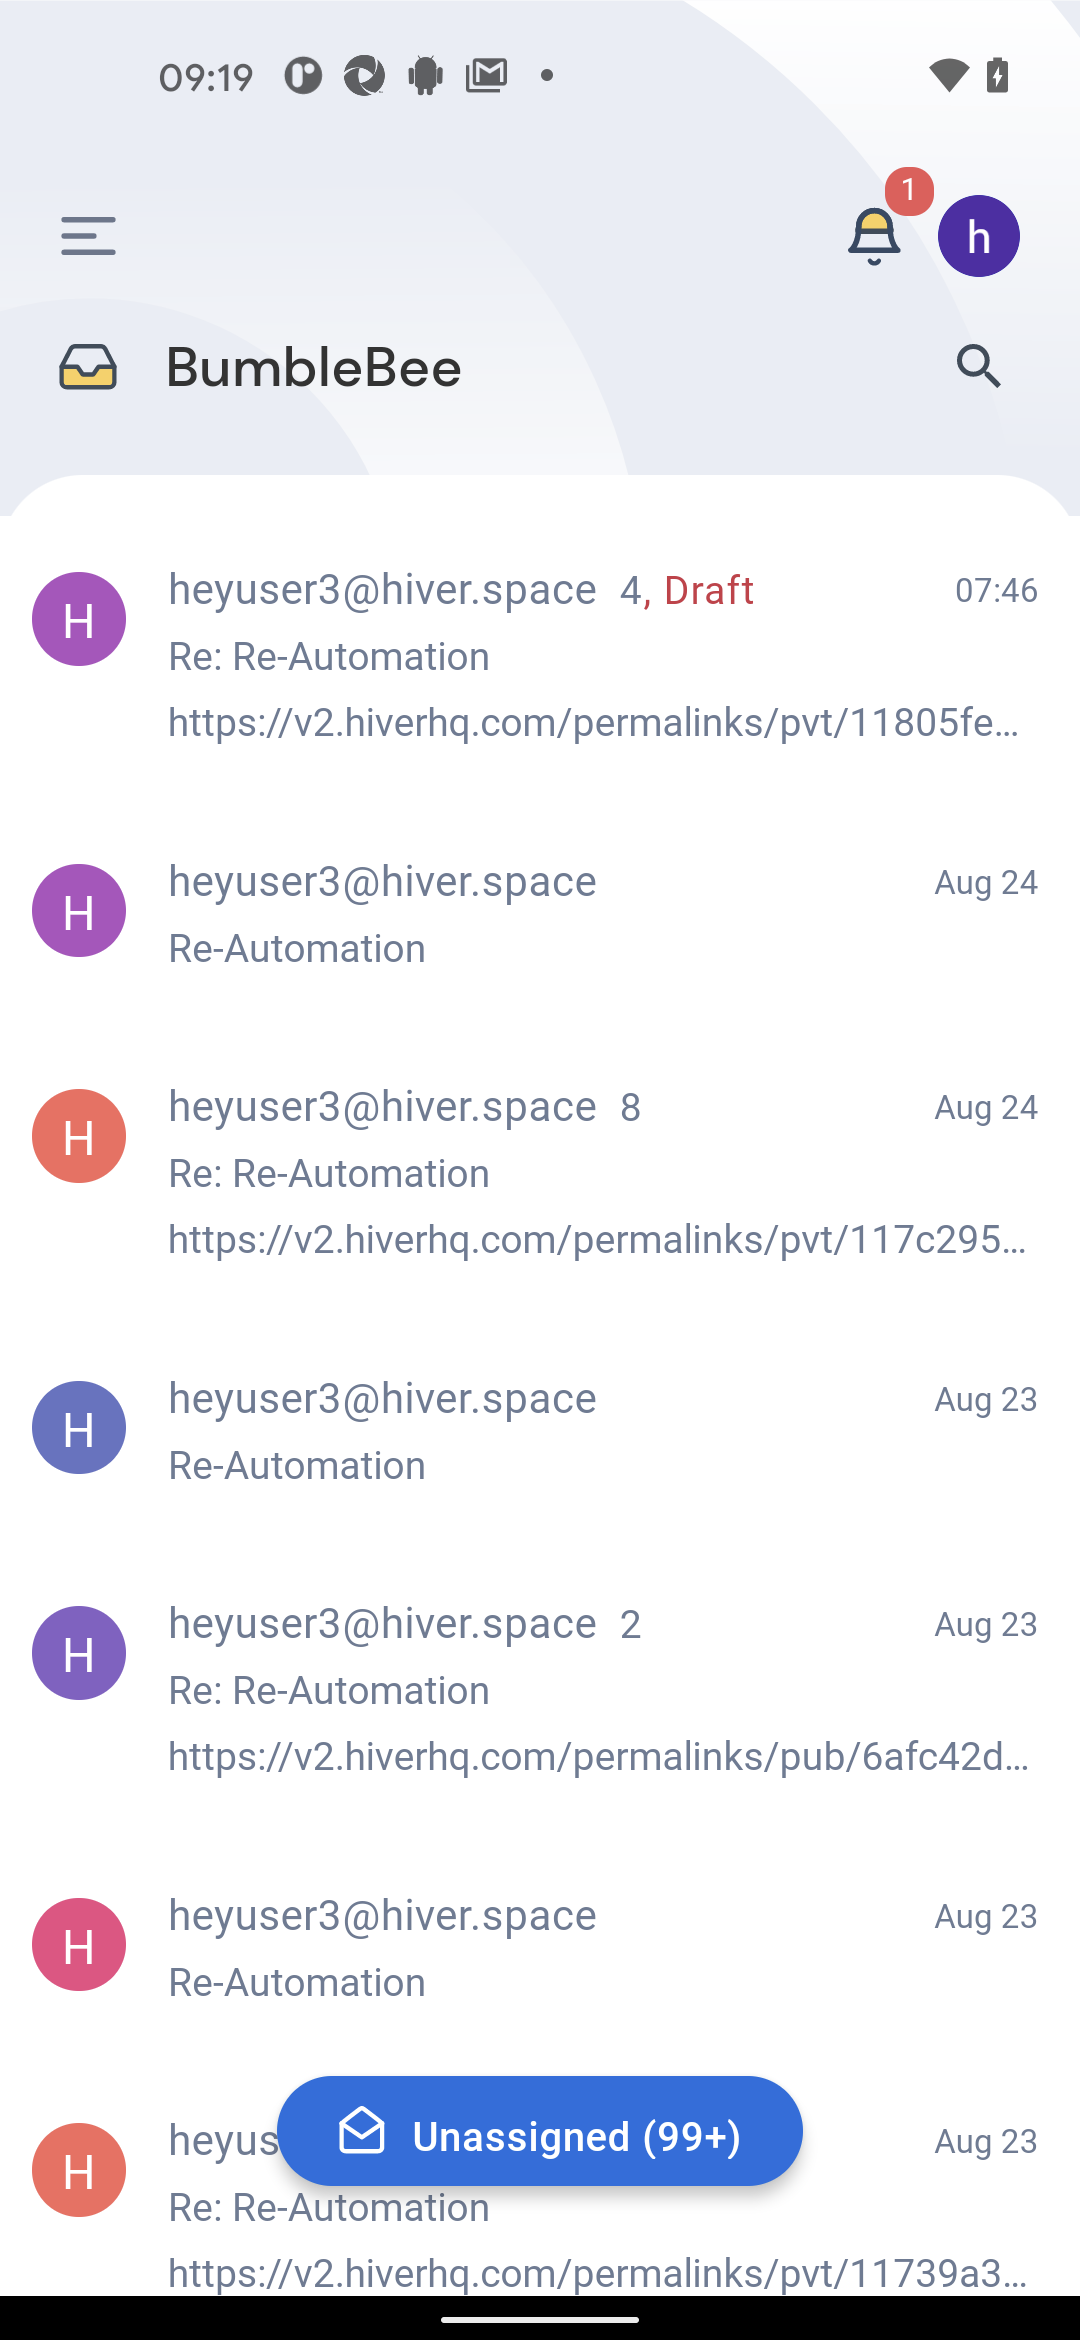 09:19
1
h
BumbleBee
H
heyuser3@hiver.space 4, Draft 07:46
Re: Re-Automation
https://v2.hiverhq.com/permalinks/pvt/11805fe...
H
heyuser3@hiver.space Aug 24
Re-Automation
H
heyuser3@hiver.space 8 Aug 24
Re: Re-Automation
https://v2.hiverhq.com/permalinks/pvt/117c295...
H
heyuser3@hiver.space Aug 23
Re-Automation
H
heyuser3@hiver.space 2 Aug 23
Re: Re-Automation
https://v2.hiverhq.com/permalinks/pub/6afc42d...
H
heyuser3@hiver.space Aug 23
Re-Automation
H
heyus Aug 23
Unassigned (99+)
Re: Re-Automation
https://v2.hiverhq.com/permalinks/pvt/11739a3...